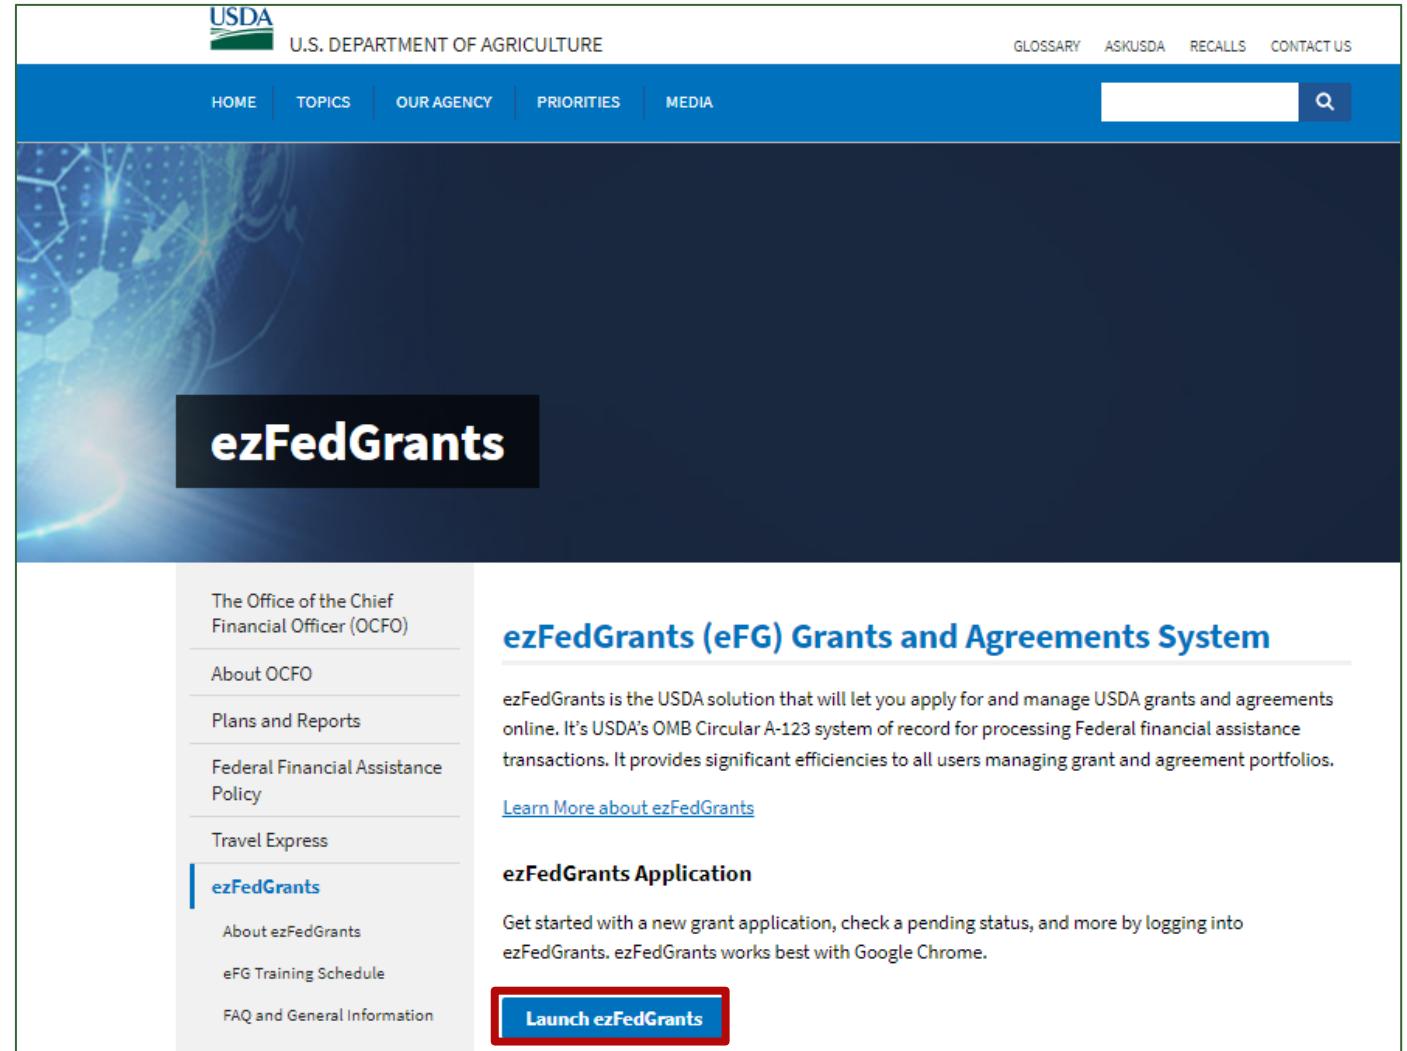 USDA
U.S. DEPARTMENT OF AGRICULTURE
GLOSSARY ASKUSDA RECALLS CONTACT US
HOME TOPICS OUR AGENCY PRIORITIES MEDIA
ezFedGrants
The Office of the Chief
Financial Officer (OCFO)
About OCFO
Plans and Reports
Federal Financial Assistance
Policy
Travel Express
ezFedGrants
About ezFedGrants
eFG Training Schedule
FAQ and General Information
ezFedGrants (eFG) Grants and Agreements System
ezFedGrants is the USDA solution that will let you apply for and manage USDA grants and agreements
online. It’s USDA’s OMB Circular A-123 system of record for processing Federal financial assistance
transactions. It provides significant efficiencies to all users managing grant and agreement portfolios.
Learn More about ezFedGrants
ezFedGrants Application
Get started with a new grant application, check a pending status, and more by logging into
ezFedGrants. ezFedGrants works best with Google Chrome.
Launch ezFedGrants